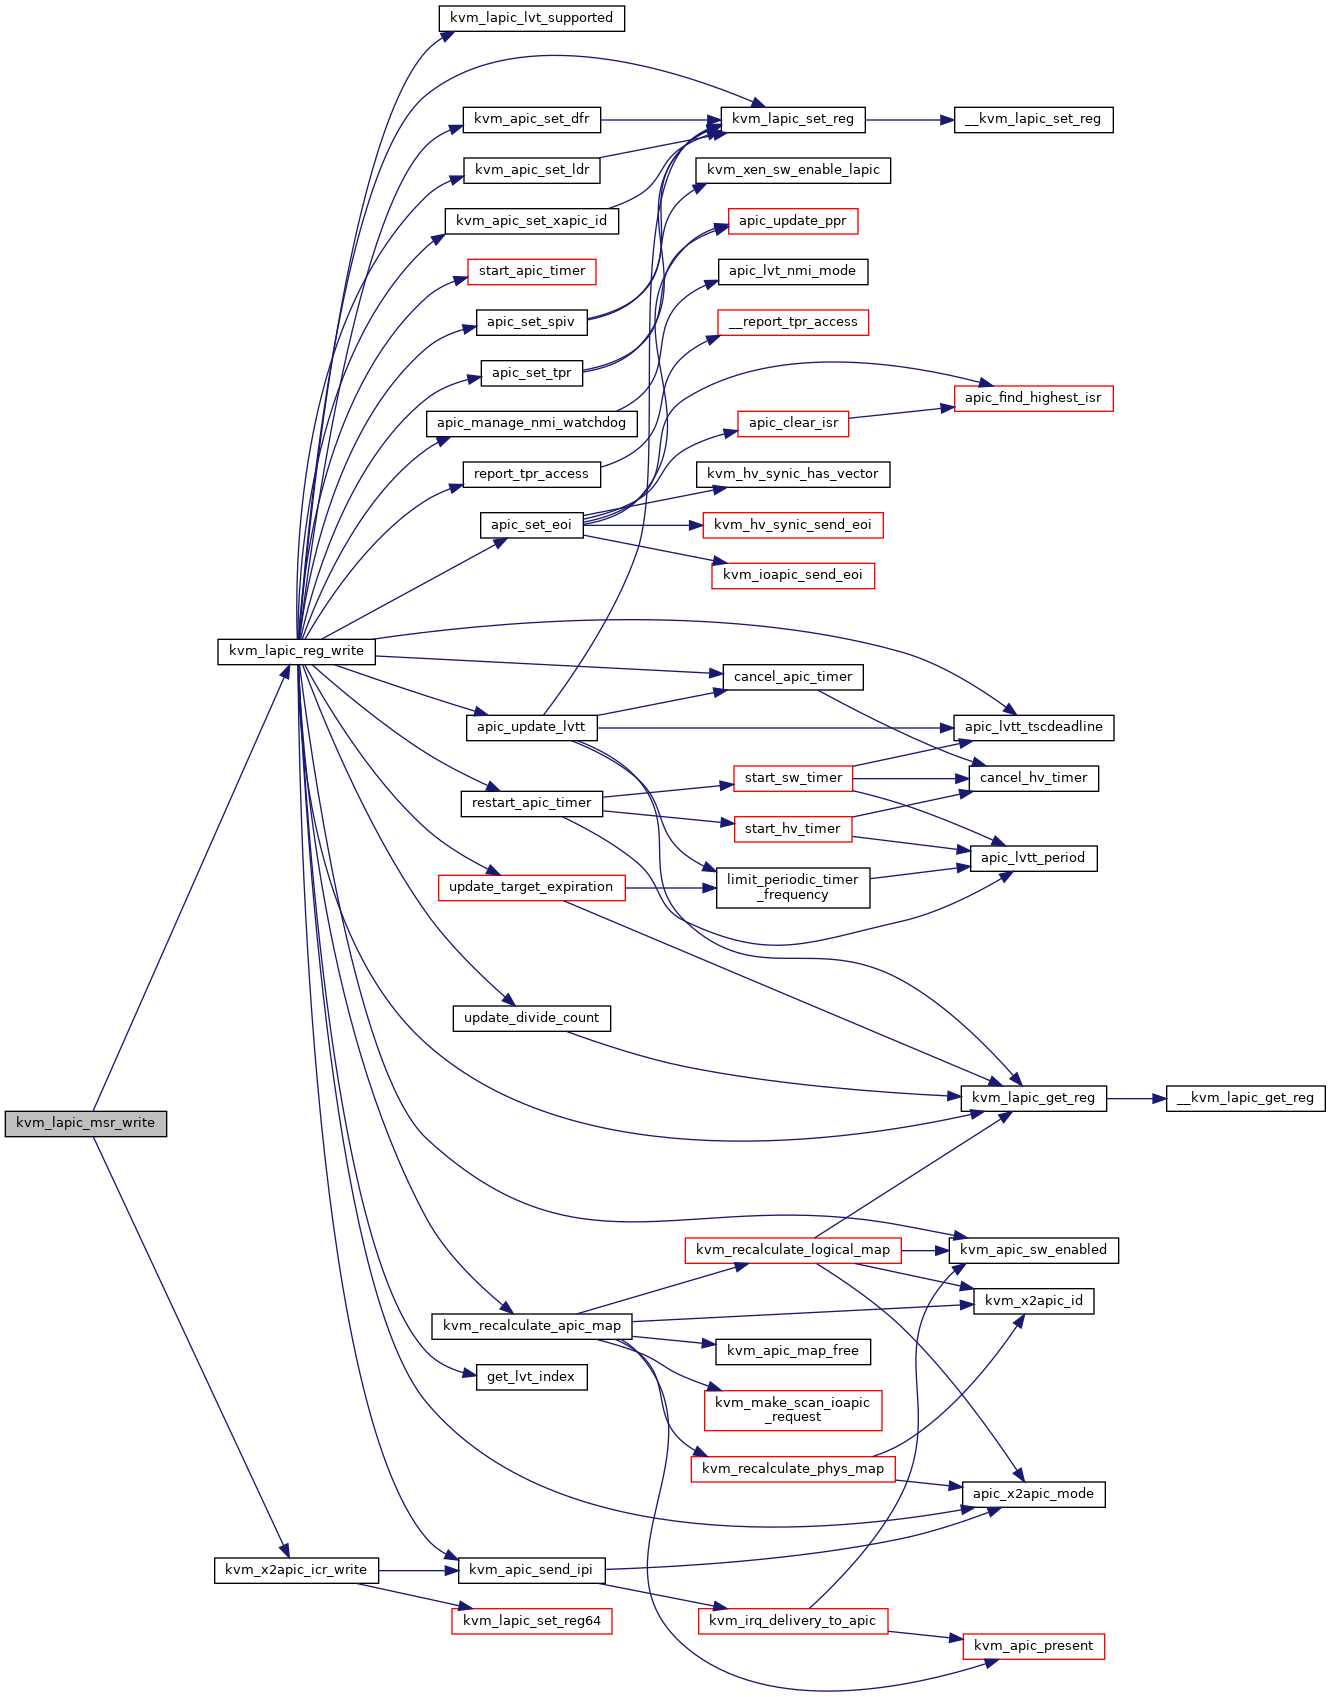 kvm_lapic_lvt_supported
kvm_apic_set_dfr
kvm_lapic_set_reg
__kvm_lapic_set_reg
kvm_apic_set_ldr
kvm_xen_sw_enable_lapic
kvm_apic_set_xapic_id
apic_update_ppr
start_apic_timer
apic_lvt_nmi_mode
apic_set_spiv
__report_tpr_access
apic_set_tpr
apic_find_highest_isr
apic_manage_nmi_watchdog
apic_clear_isr
report_tpr_access
kvm_hv_synic_has_vector
apic_set_eoi
kvm_hv_synic_send_eoi
kvm_ioapic_send_eoi
kvm_lapic_reg_write
cancel_apic_timer
apic_update_lvtt
apic_lvtt_tscdeadline
start_sw_timer
cancel_hv_timer
restart_apic_timer
start_hv_timer
apic_lvtt_period
update_target_expiration
limit_periodic_timer
_frequency
update_divide_count
kvm_lapic_get_reg
__kvm_lapic_get_reg
kvm_lapic_msr_write
kvm_recalculate_logical_map
kvm_apic_sw_enabled
kvm_x2apic_id
kvm_recalculate_apic_map
kvm_apic_map_free
get_lvt_index
kvm_make_scan_ioapic
_request
kvm_recalculate_phys_map
apic_x2apic_mode
kvm_x2apic_icr_write
kvm_apic_send_ipi
kvm_lapic_set_reg64
kvm_irq_delivery_to_apic
kvm_apic_present